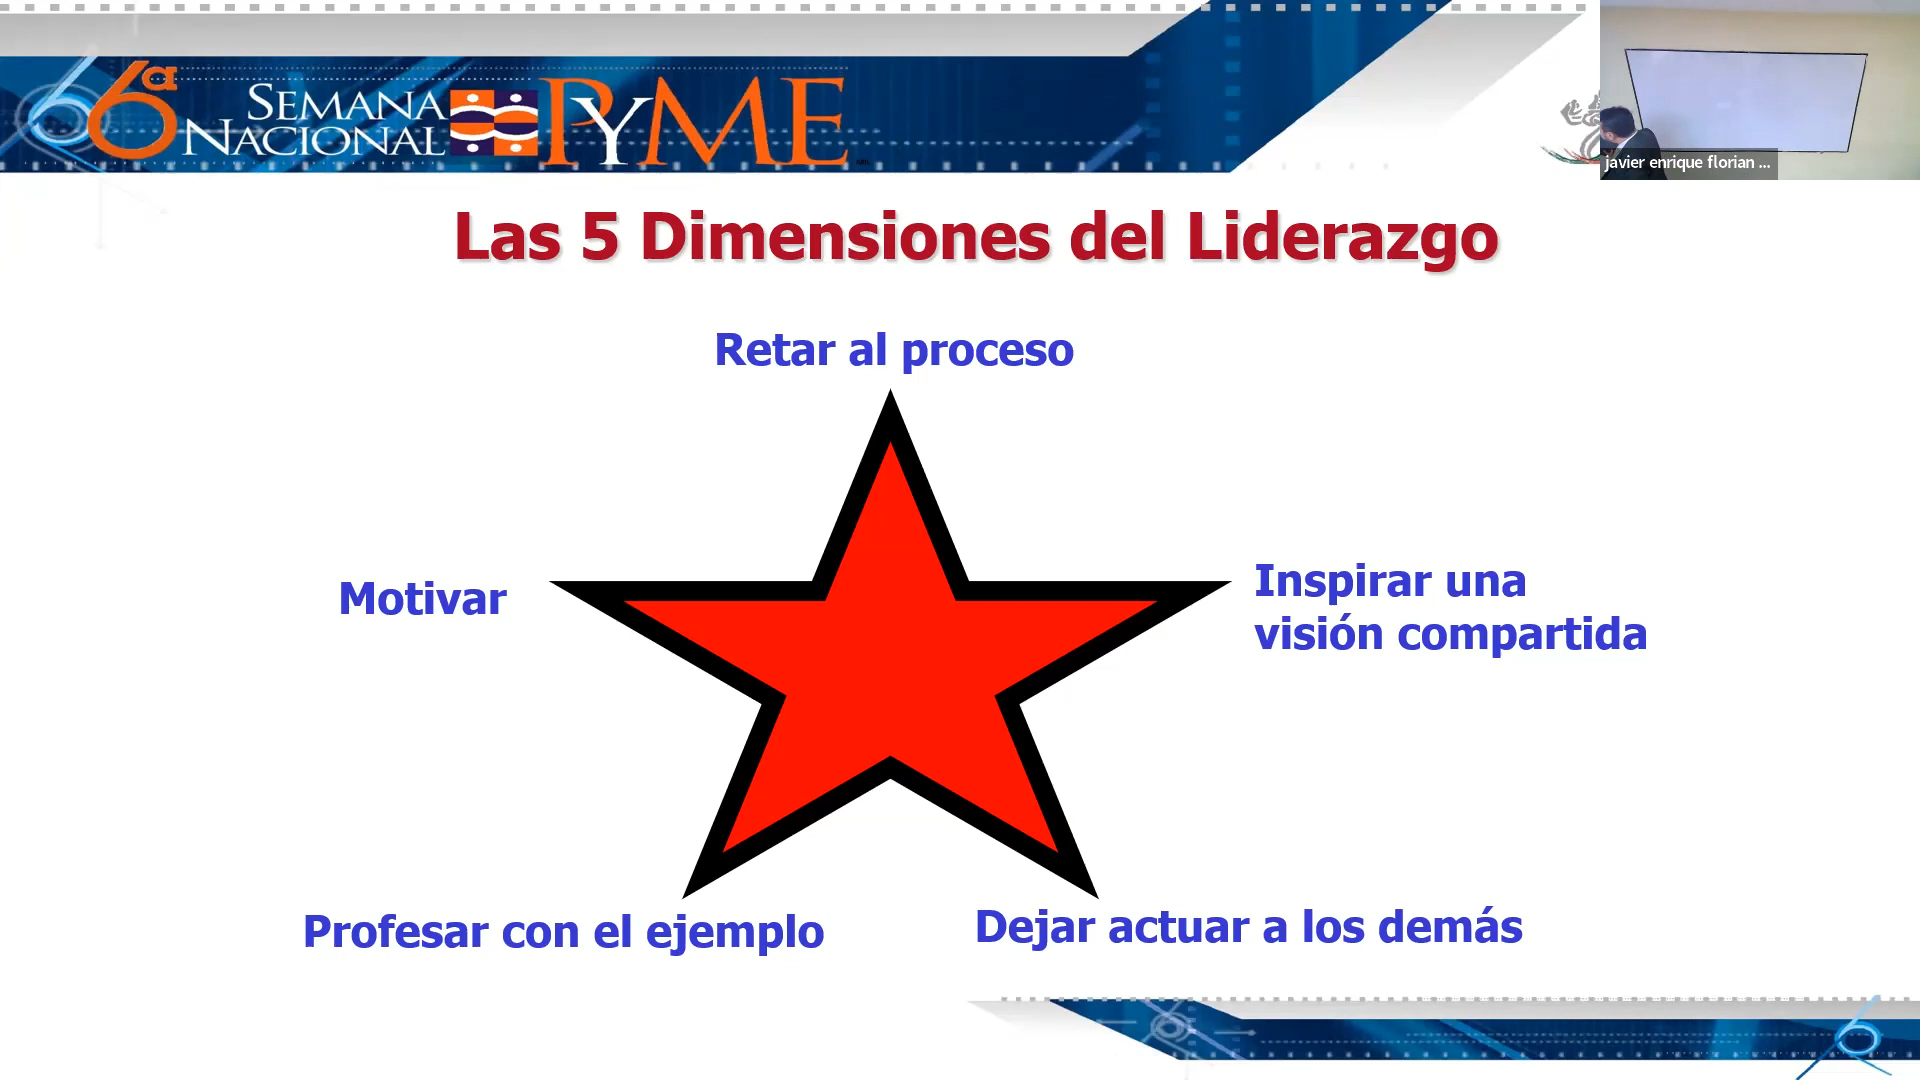 6a
SEMANA
NACIONAL
PYME
javier enrique florian ...
Las 5 Dimensiones del Liderazgo
Retar al proceso
Motivar
Inspirar una
visión compartida
Profesar con el ejemplo
Dejar actuar a los demás
6